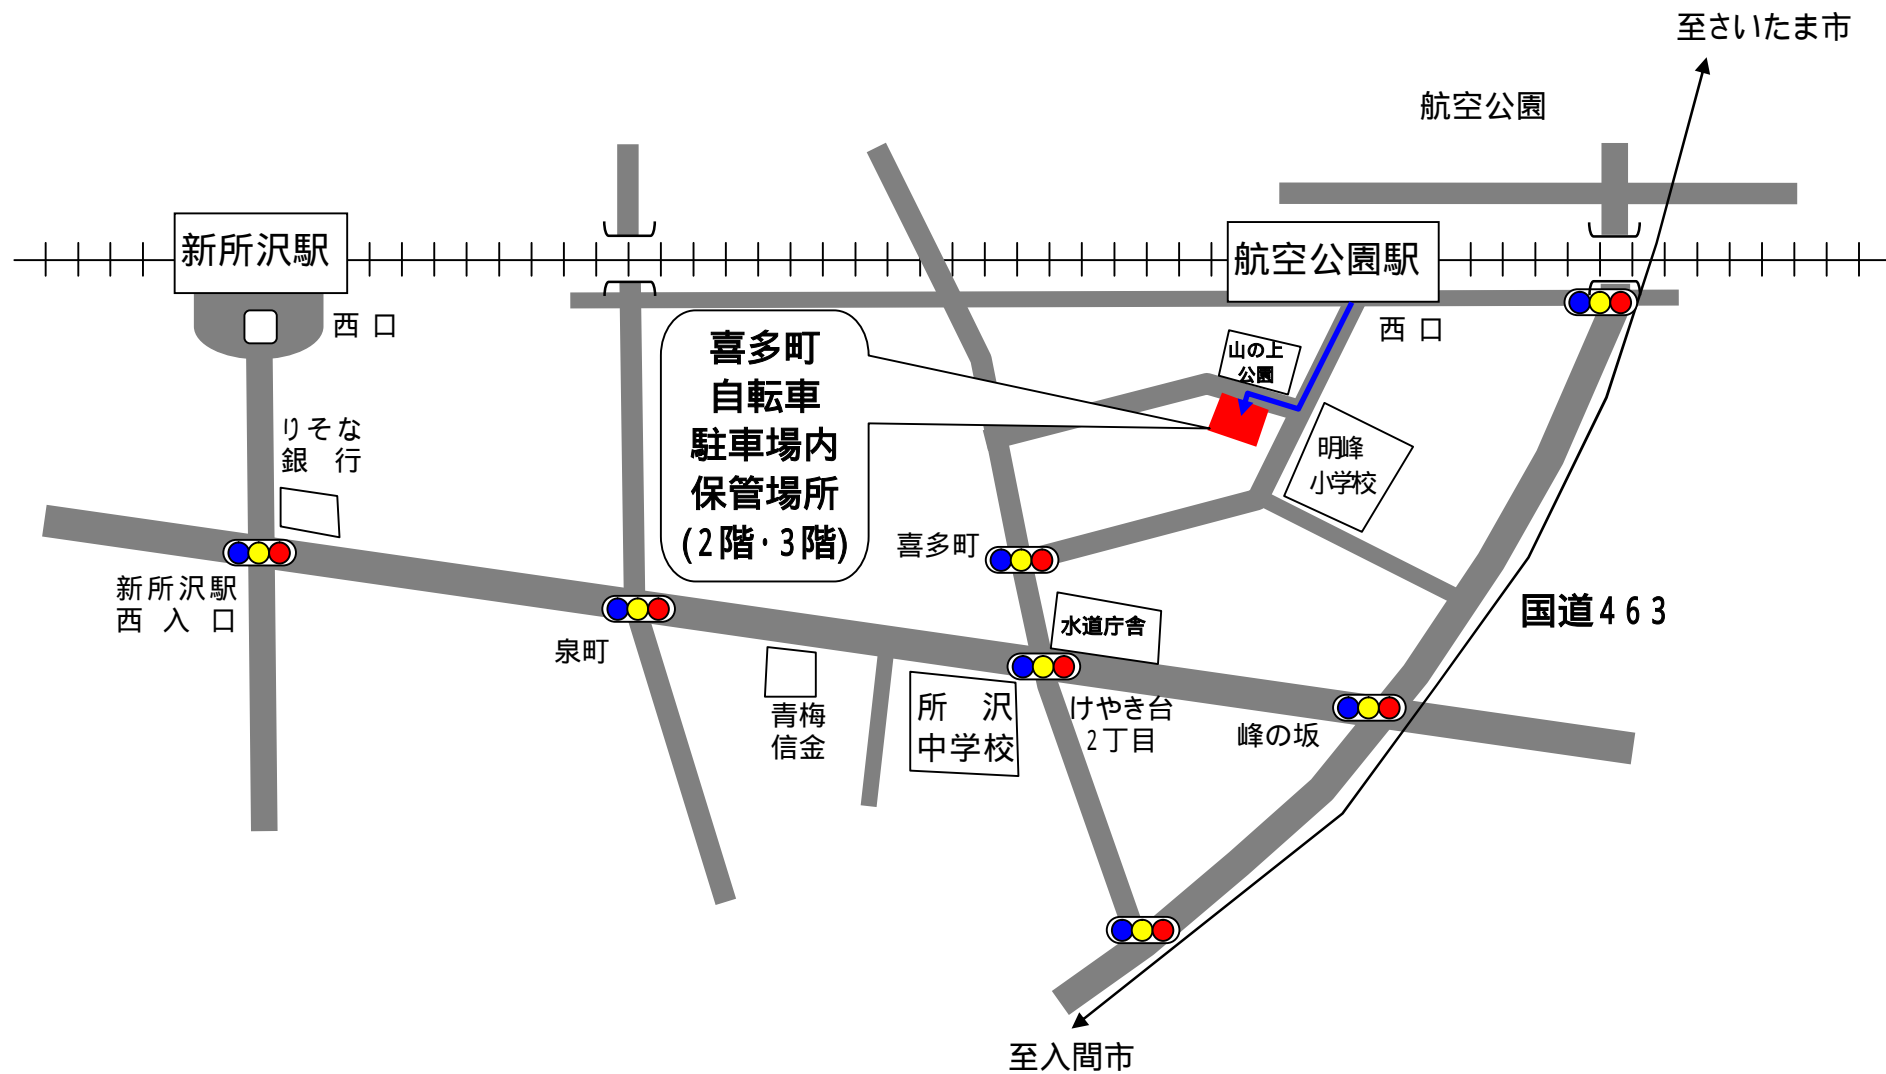 至さいたま市
航空公園
新所沢駅
航空公園駅
西 口
西 口
山の上
公園
喜多町
自転車
駐車場内
保管場所
(2階・3階)
りそな
銀 行
明峰
小学校
喜多町
新所沢駅
西 入 口
国道463
水道庁舎
泉町
青梅
信金
所 沢
中学校
けやき台
2丁目
峰の坂
至入間市